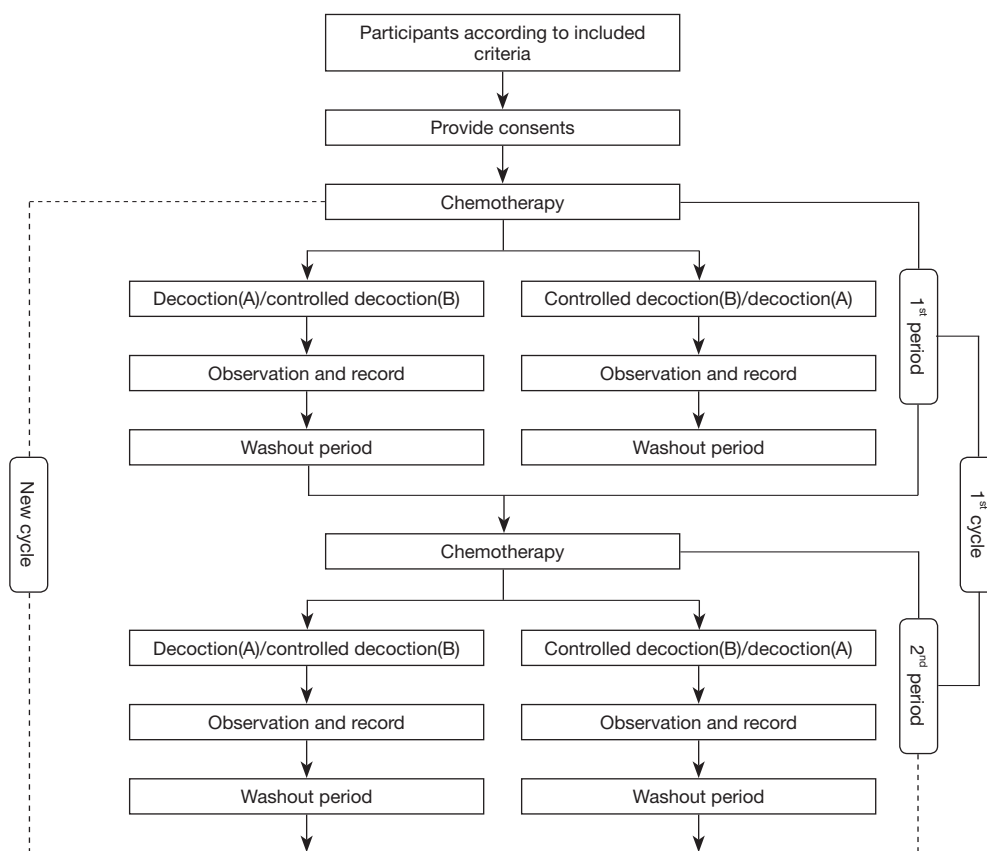 Participants according to included
criteria
Provide consents
Chemotherapy
Decoction(A)/controlled decoction(B)
Controlled decoction(B)/decoction(A)
Observation and record
Observation and record
Washout period
Washout period
1st period
Chemotherapy
Decoction(A)/controlled decoction(B)
Controlled decoction(B)/decoction(A)
Observation and record
Observation and record
Washout period
Washout period
2nd period
1st cycle
New cycle